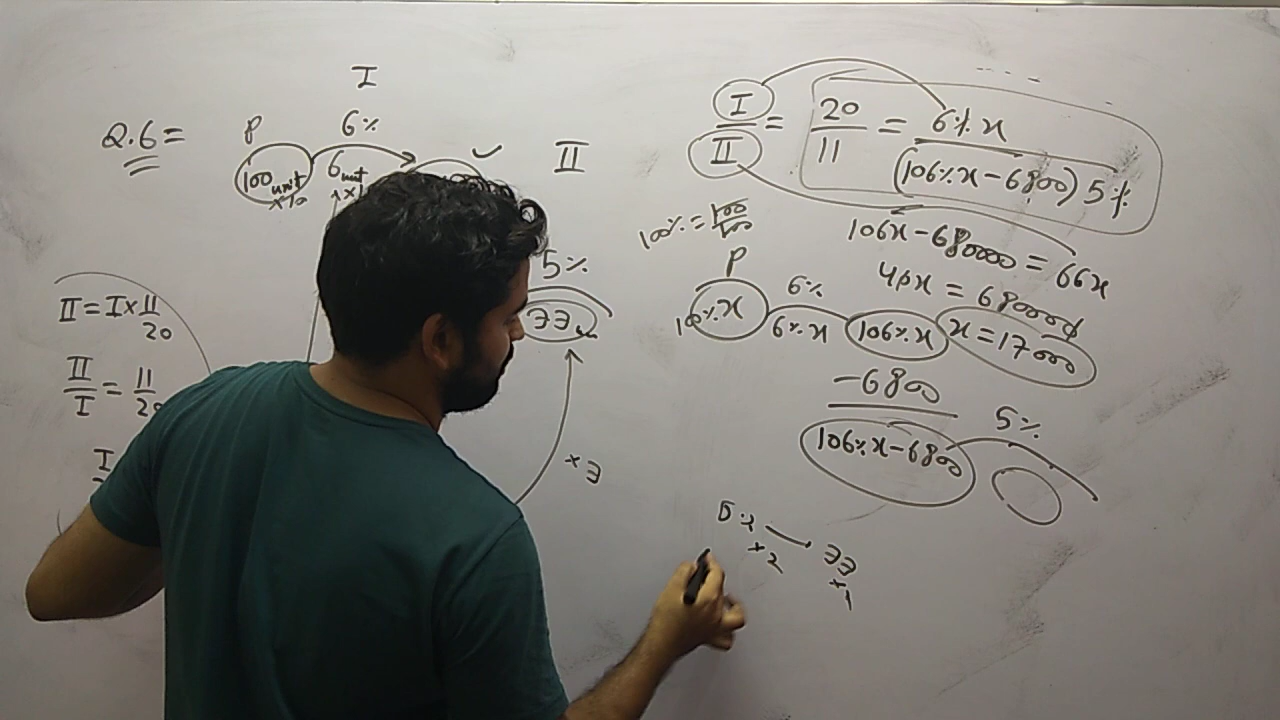 Q.6=
P
I
6%
✓
II
100 unit
6 unit
5%
33
×3
II = I × 11/20
II/I = 11/20
I
I/II = 20/11 = 6%x/(106%x-6800)5%
106x-680000 = 66x
40x = 680000
x = 17000
100% = 100/100
P
6%
100%x
6%x
106%x
-6800
106%x-6800
5%
5%
×2
33
×1